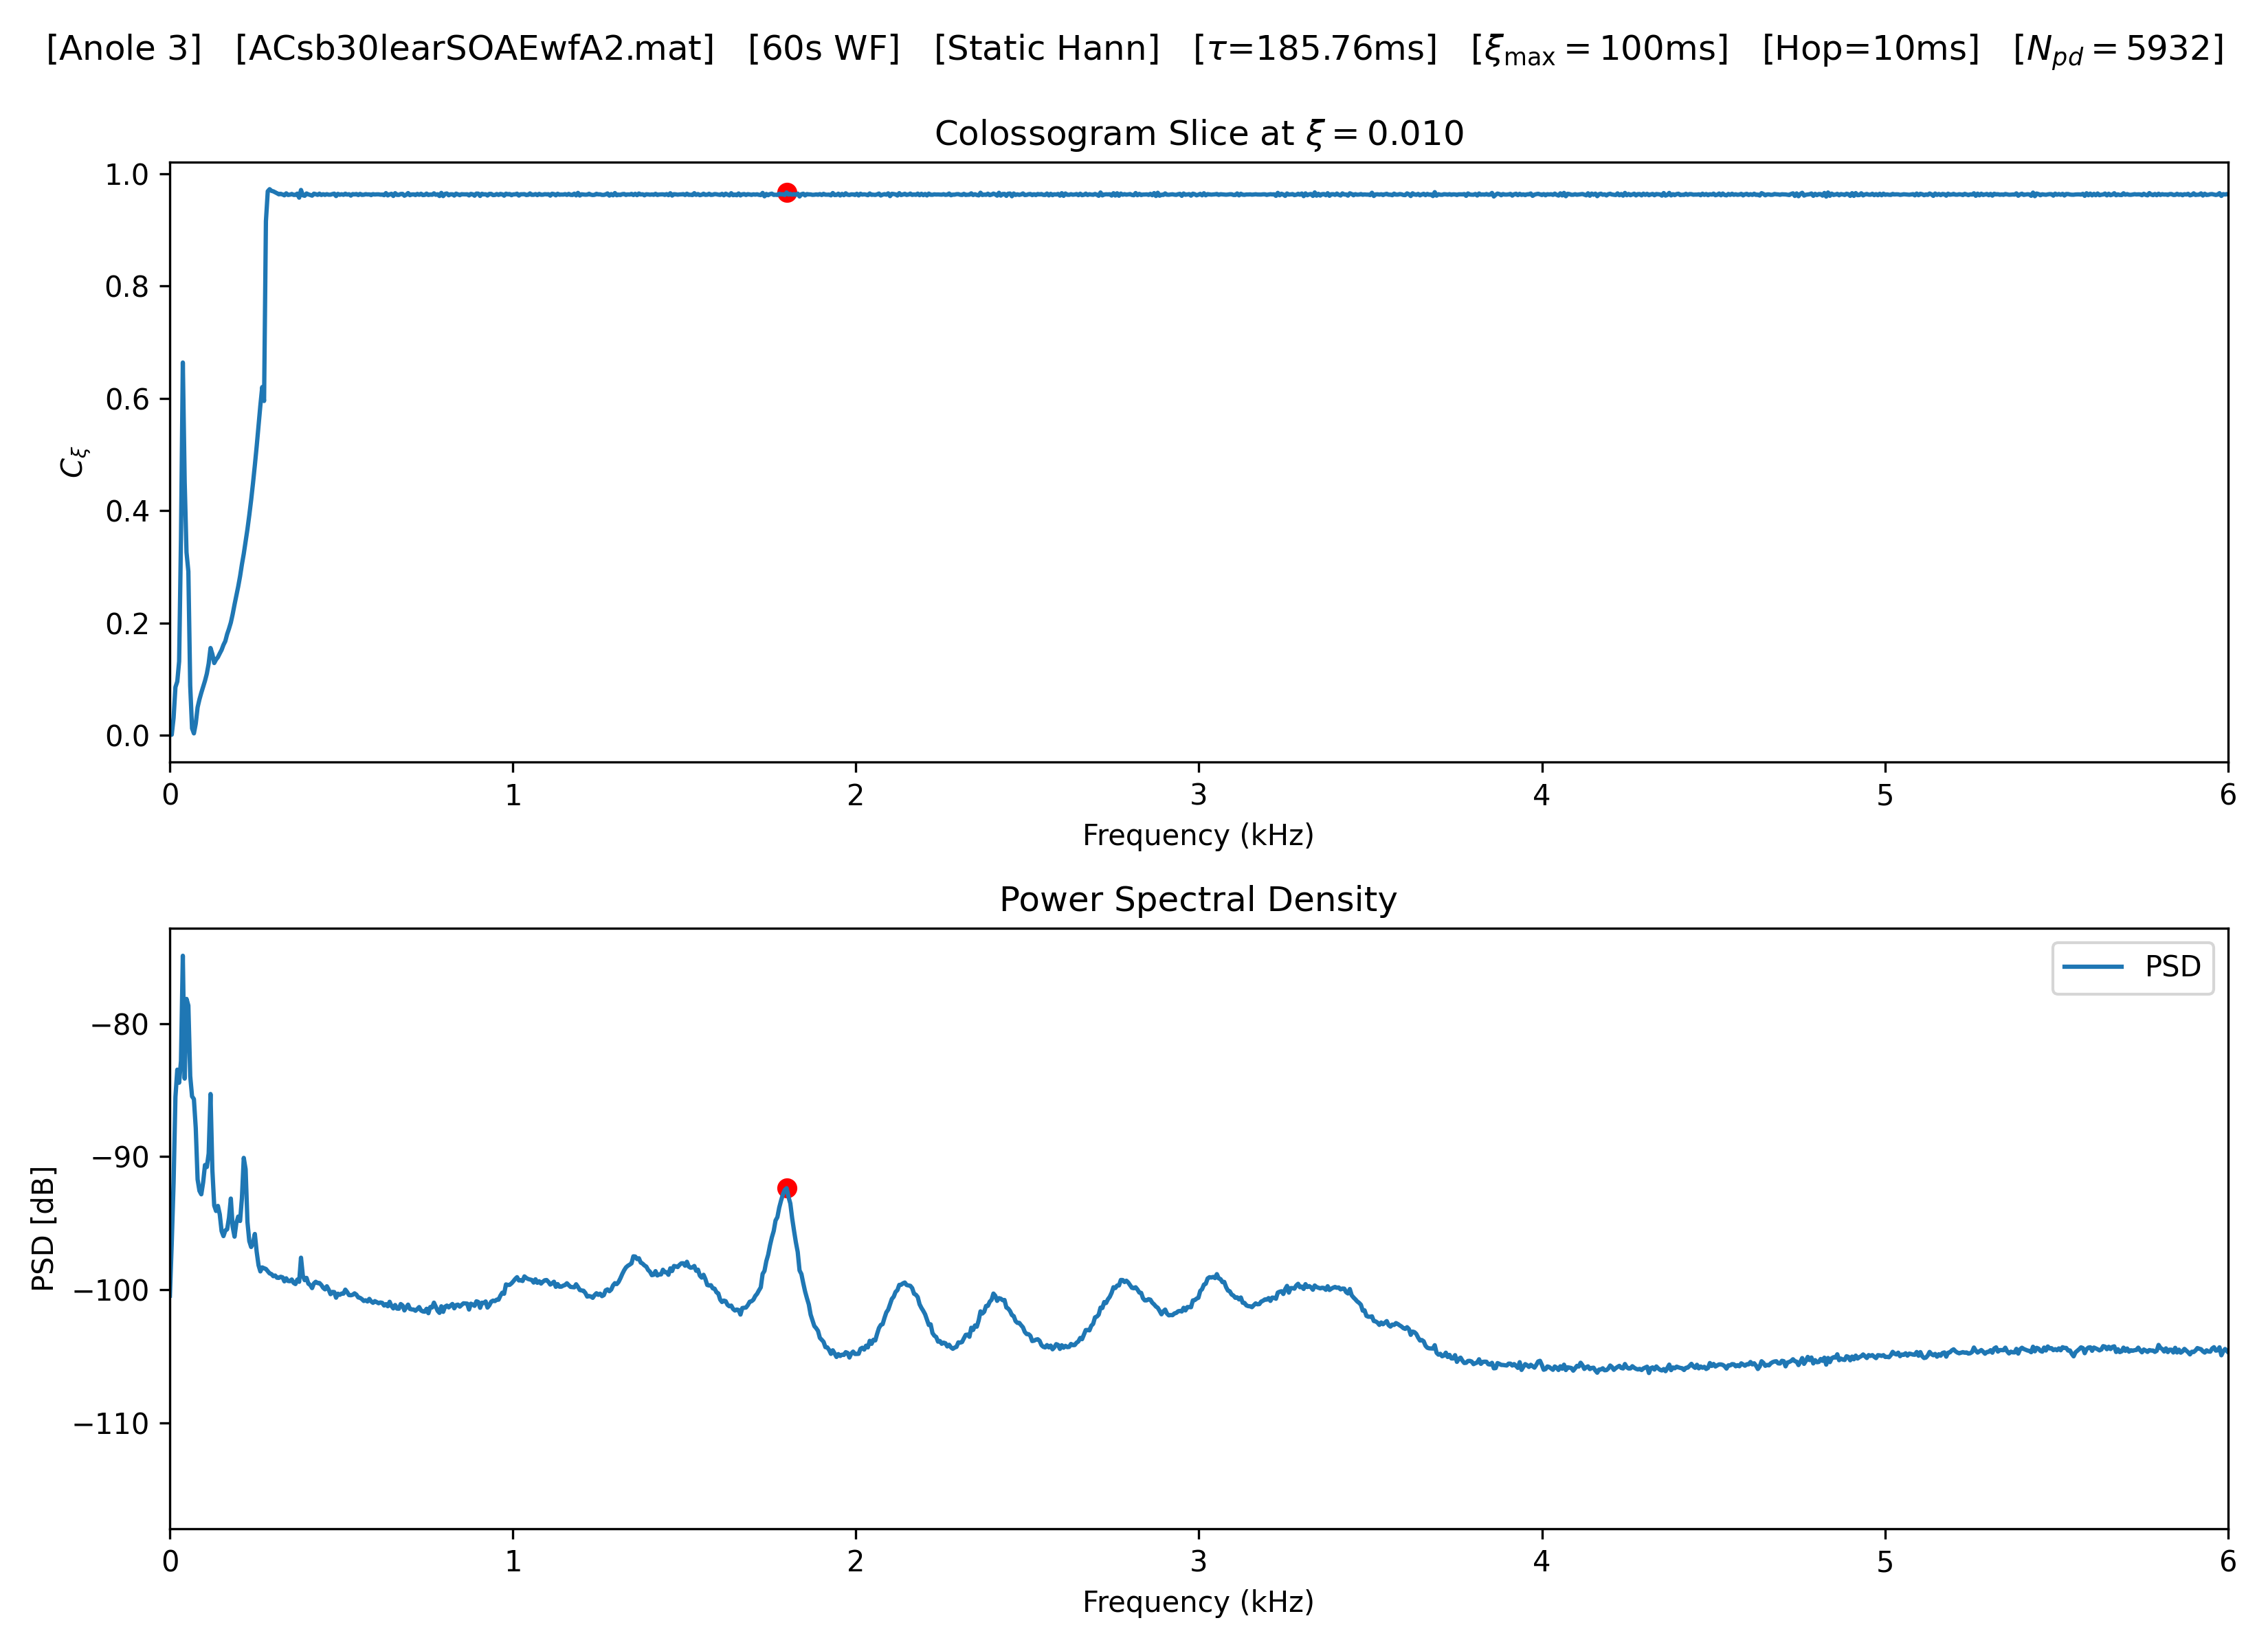 [Anole 3] [ACsb30learSOAEwfA2.mat] [60s WF] [Static Hann] [τ=185.76ms] [ξmax = 100ms] [Hop=10ms] [Npd = 5932]
Colossogram Slice at ξ = 0.010
1.0
0.8
0.6
0.4
0.2
0.0
Cξ
0 1 2 3 4 5 6
Frequency (kHz)
Power Spectral Density
PSD
−80
−90
−100
−110
PSD [dB]
0 1 2 3 4 5 6
Frequency (kHz)